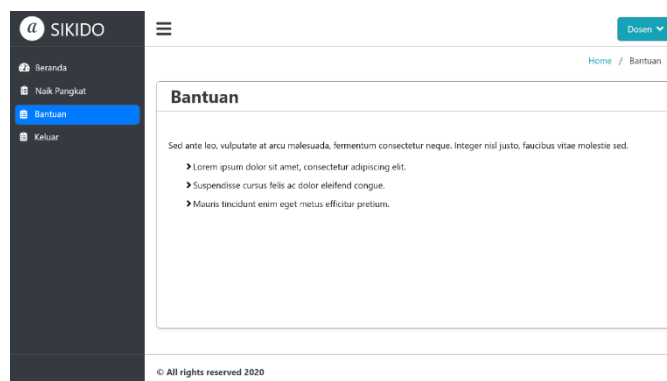 a SIKIDO
Dosen
Home / Bantuan
Beranda
Naik Pangkat
Bantuan
Keluar
Bantuan
Sed ante leo, vulputate at arcu malesuada, fermentum consectetur neque. Integer nisl justo, faucibus vitae molestie sed.
Lorem ipsum dolor sit amet, consectetur adipiscing elit.
Suspendisse cursus felis ac dolor eleifend congue.
Mauris tincidunt enim eget metus efficitur pretium.
© All rights reserved 2020